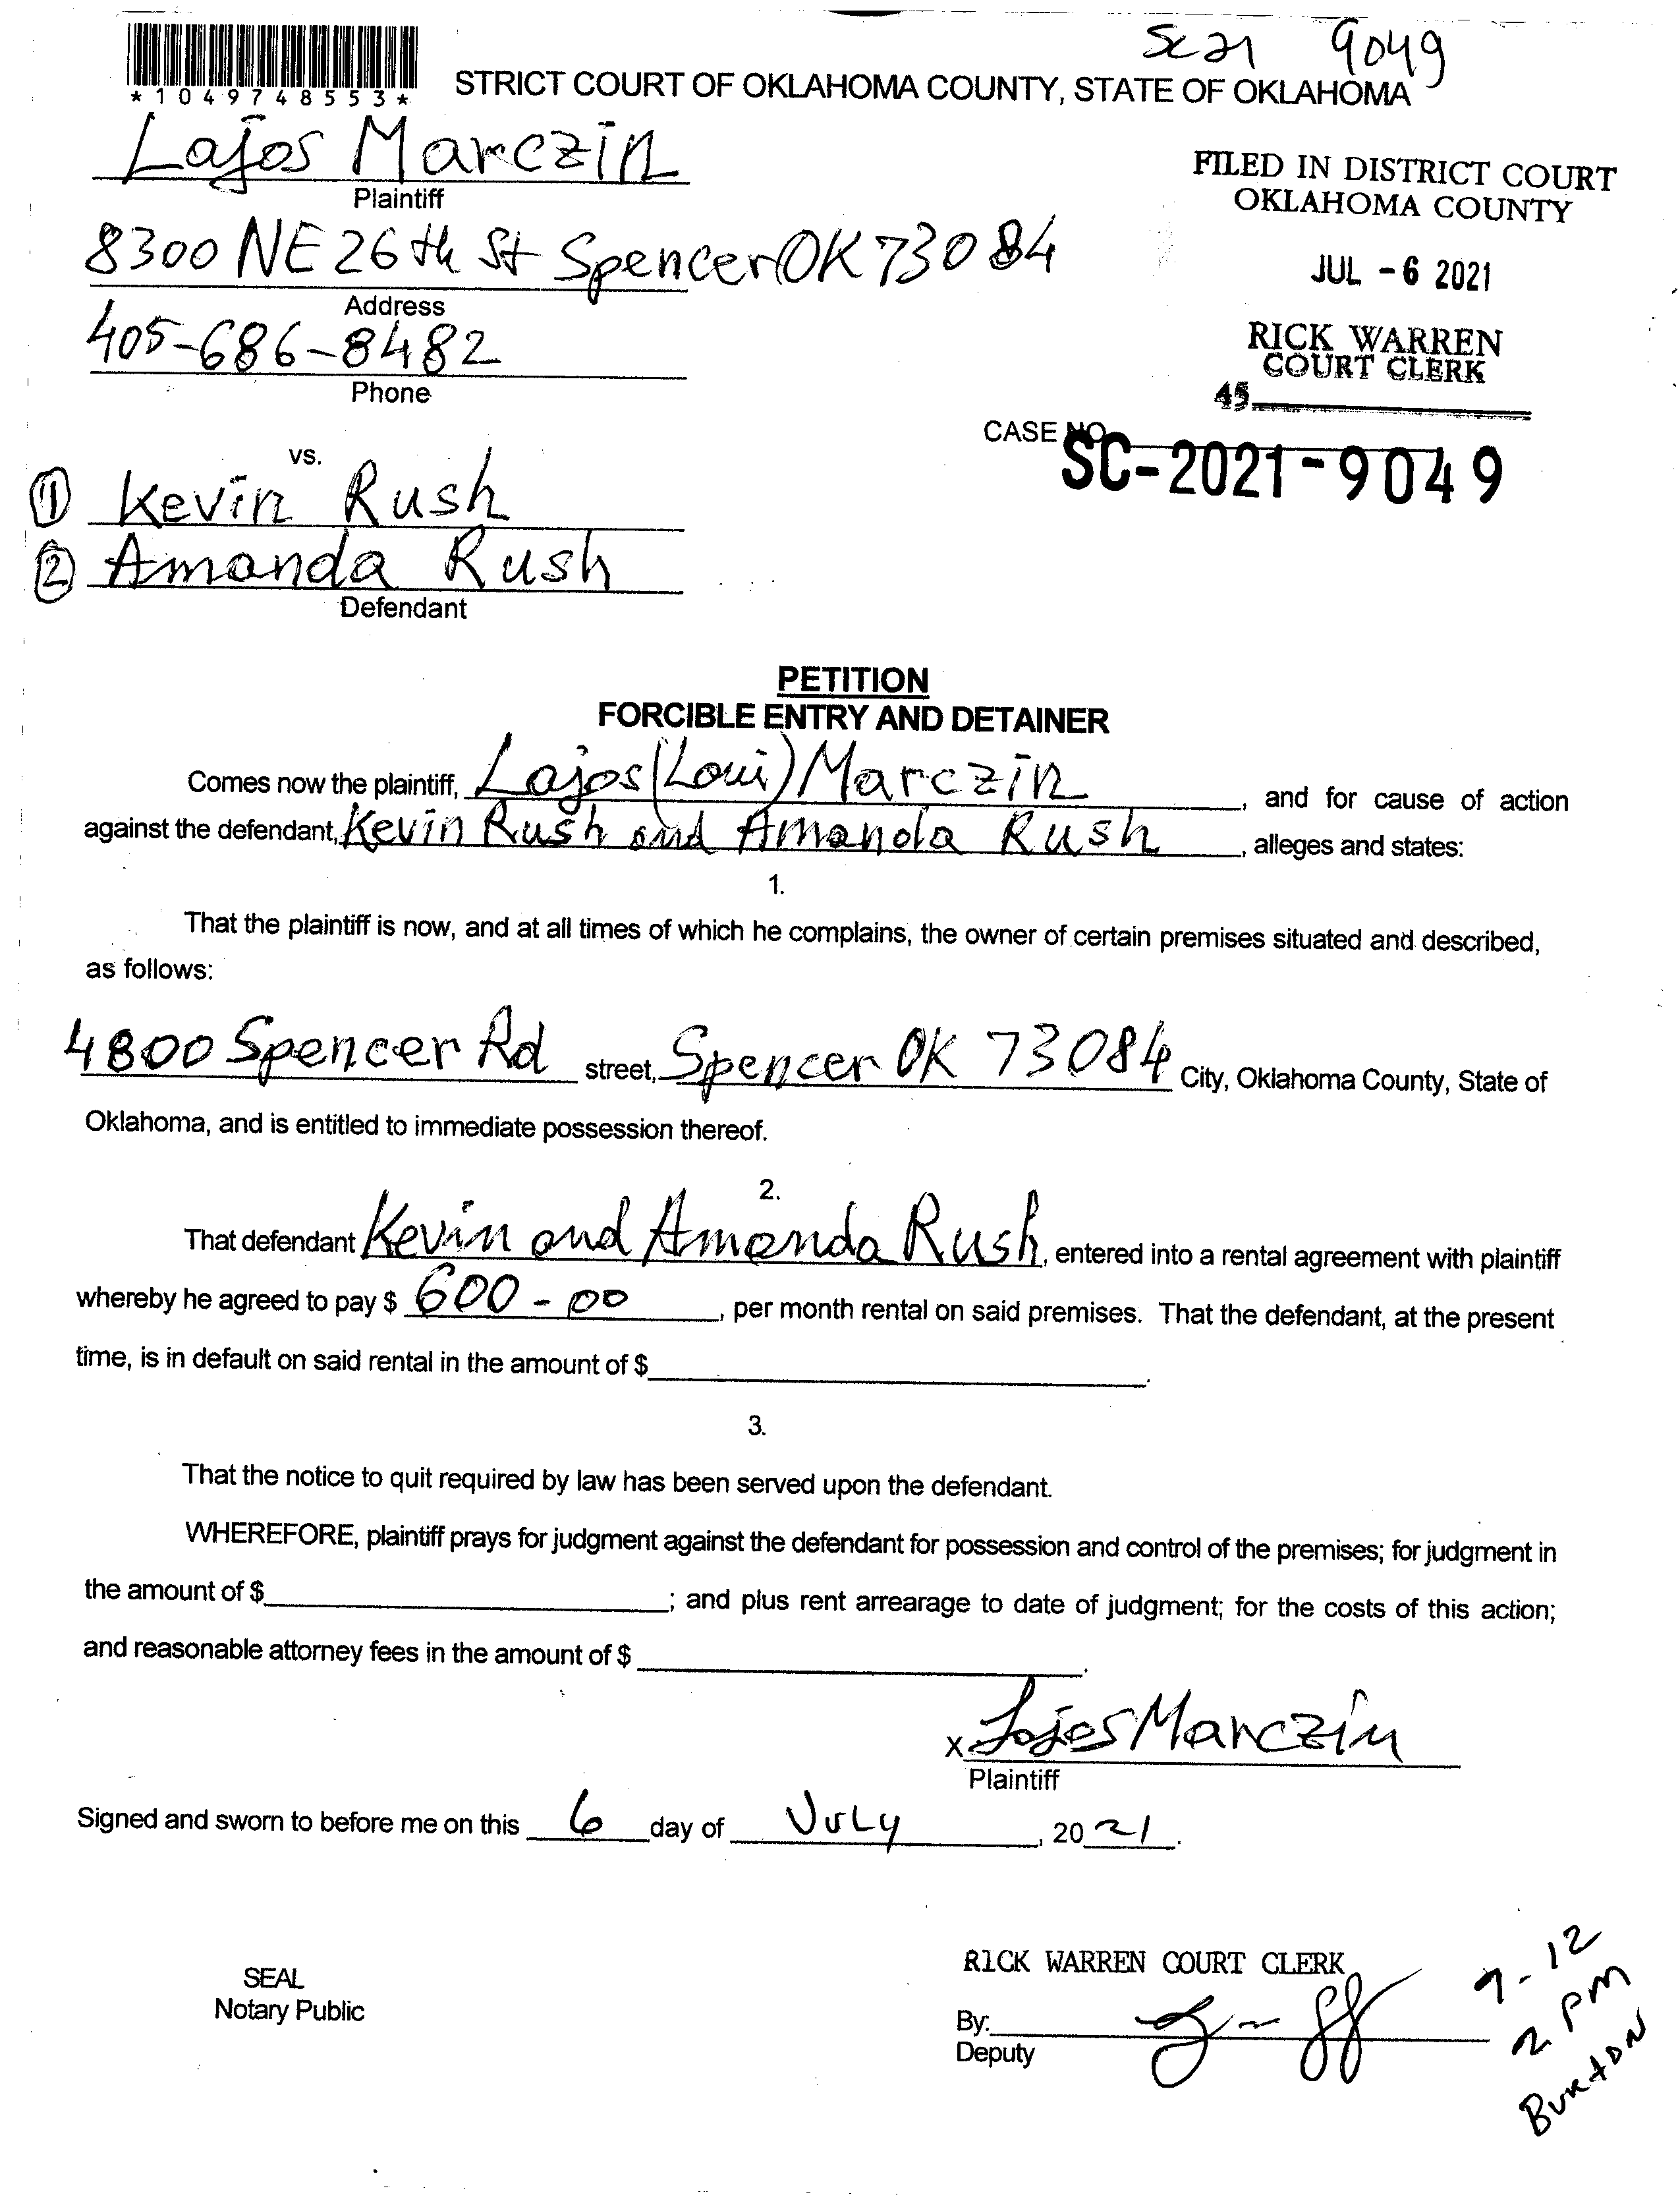 SC21 9049
*1049748553*
STRICT COURT OF OKLAHOMA COUNTY, STATE OF OKLAHOMA
Lajos Marczin
Plaintiff
8300 NE 26th St Spencer OK 73084
Address
405-686-8482
Phone
FILED IN DISTRICT COURT
OKLAHOMA COUNTY
JUL -6 2021
RICK WARREN
COURT CLERK
45
CASE NO.
SC-2021-9049
vs.
1 Kevin Rush
2 Amanda Rush
Defendant
PETITION
FORCIBLE ENTRY AND DETAINER
Comes now the plaintiff, Lajos (Loui) Marczin, and for cause of action
against the defendant, Kevin Rush and Amanda Rush, alleges and states:
1.
That the plaintiff is now, and at all times of which he complains, the owner of certain premises situated and described,
as follows:
4800 Spencer Rd street, Spencer OK 73084 City, Oklahoma County, State of
Oklahoma, and is entitled to immediate possession thereof.
2.
That defendant Kevin and Amanda Rush, entered into a rental agreement with plaintiff
whereby he agreed to pay $ 600-00, per month rental on said premises. That the defendant, at the present
time, is in default on said rental in the amount of $.
3.
That the notice to quit required by law has been served upon the defendant.
WHEREFORE, plaintiff prays for judgment against the defendant for possession and control of the premises; for judgment in
the amount of $; and plus rent arrearage to date of judgment; for the costs of this action;
and reasonable attorney fees in the amount of $.
X Lajos Marczin
Plaintiff
Signed and sworn to before me on this 6 day of July, 2021.
SEAL
Notary Public
RICK WARREN COURT CLERK
By:
Deputy
7-12
2 PM
Burton